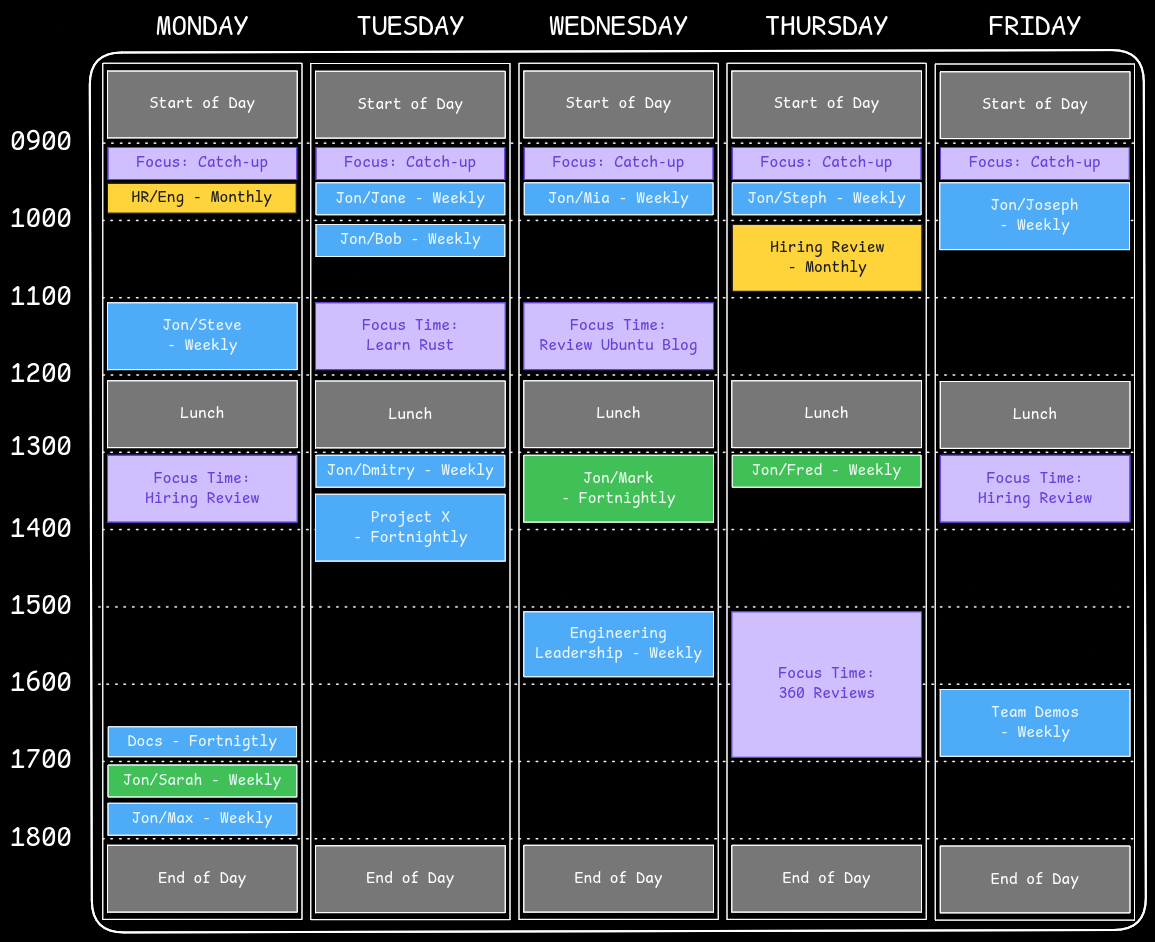 MONDAY TUESDAY WEDNESDAY THURSDAY FRIDAY
Start of Day Start of Day Start of Day Start of Day Start of Day
0900
Focus: Catch-up Focus: Catch-up Focus: Catch-up Focus: Catch-up Focus: Catch-up
HR/Eng - Monthly Jon/Jane - Weekly Jon/Mia - Weekly Jon/Steph - Weekly Jon/Joseph
- Weekly
1000
Jon/Bob - Weekly Hiring Review
- Monthly
1100
Jon/Steve Focus Time: Focus Time:
- Weekly Learn Rust Review Ubuntu Blog
1200
Lunch Lunch Lunch Lunch Lunch
1300
Focus Time: Jon/Dmitry - Weekly Jon/Mark Jon/Fred - Weekly Focus Time:
Hiring Review - Fortnightly Hiring Review
Project X
- Fortnightly
1400
1500
Engineering
Leadership - Weekly
Focus Time:
360 Reviews
1600
Team Demos
- Weekly
Docs - Fortnigtly
1700
Jon/Sarah - Weekly
Jon/Max - Weekly
1800
End of Day End of Day End of Day End of Day End of Day